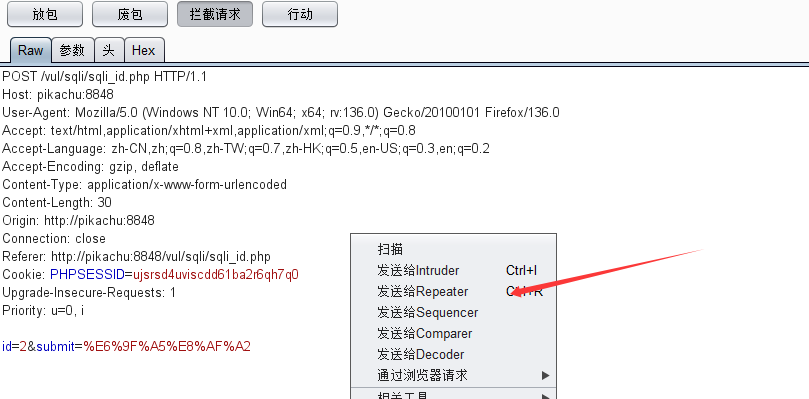 放包 废包 拦截请求 行动
Raw 参数 头 Hex
POST /vul/sqli/sqli_id.php HTTP/1.1
Host: pikachu:8848
User-Agent: Mozilla/5.0 (Windows NT 10.0; Win64; x64; rv:136.0) Gecko/20100101 Firefox/136.0
Accept: text/html,application/xhtml+xml,application/xml;q=0.9,*/*;q=0.8
Accept-Language: zh-CN,zh;q=0.8,zh-TW;q=0.7,zh-HK;q=0.5,en-US;q=0.3,en;q=0.2
Accept-Encoding: gzip, deflate
Content-Type: application/x-www-form-urlencoded
Content-Length: 30
Origin: http://pikachu:8848
Connection: close
Referer: http://pikachu:8848/vul/sqli/sqli_id.php
Cookie: PHPSESSID=ujsrsd4uviscdd61ba2r6qh7q0
Upgrade-Insecure-Requests: 1
Priority: u=0, i
id=2&submit=%E6%9F%A5%E8%AF%A2
扫描
发送给Intruder Ctrl+I
发送给Repeater Ctrl+R
发送给Sequencer
发送给Comparer
发送给Decoder
通过浏览器请求
相关工具